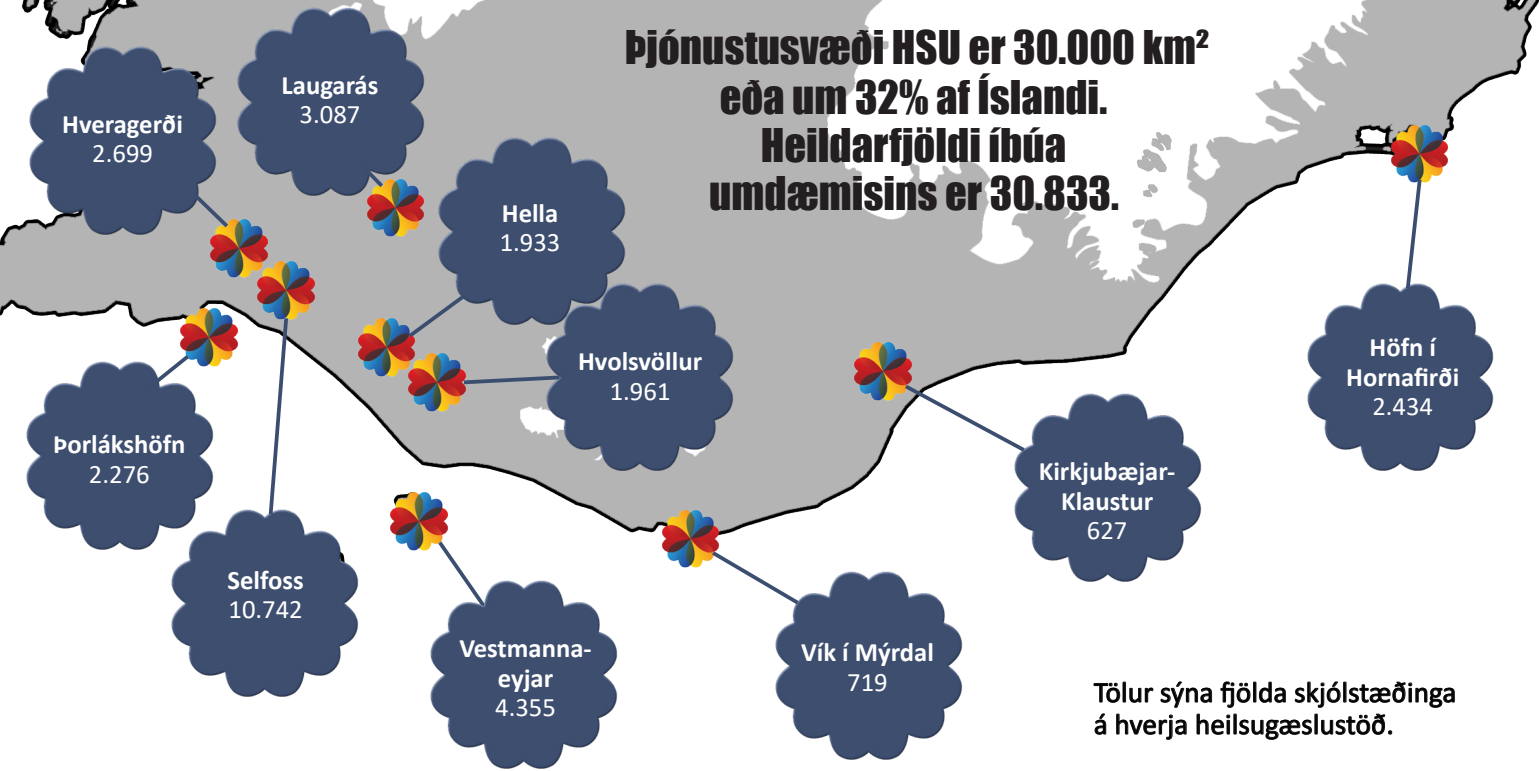 Þjónustusvæði HSU er 30.000 km²
eða um 32% af Íslandi.
Heildarfjöldi íbúa
umdæmisins er 30.833.
Laugarás
3.087
Hveragerði
2.699
Hella
1.933
Hvolsvöllur
1.961
Höfn í
Hornafirði
2.434
Þorlákshöfn
2.276
Kirkjubæjar-
Klaustur
627
Selfoss
10.742
Vestmanna-
eyjar
4.355
Vík í Mýrdal
719
Tölur sýna fjölda skjólstæðinga
á hverja heilsugæslustöð.